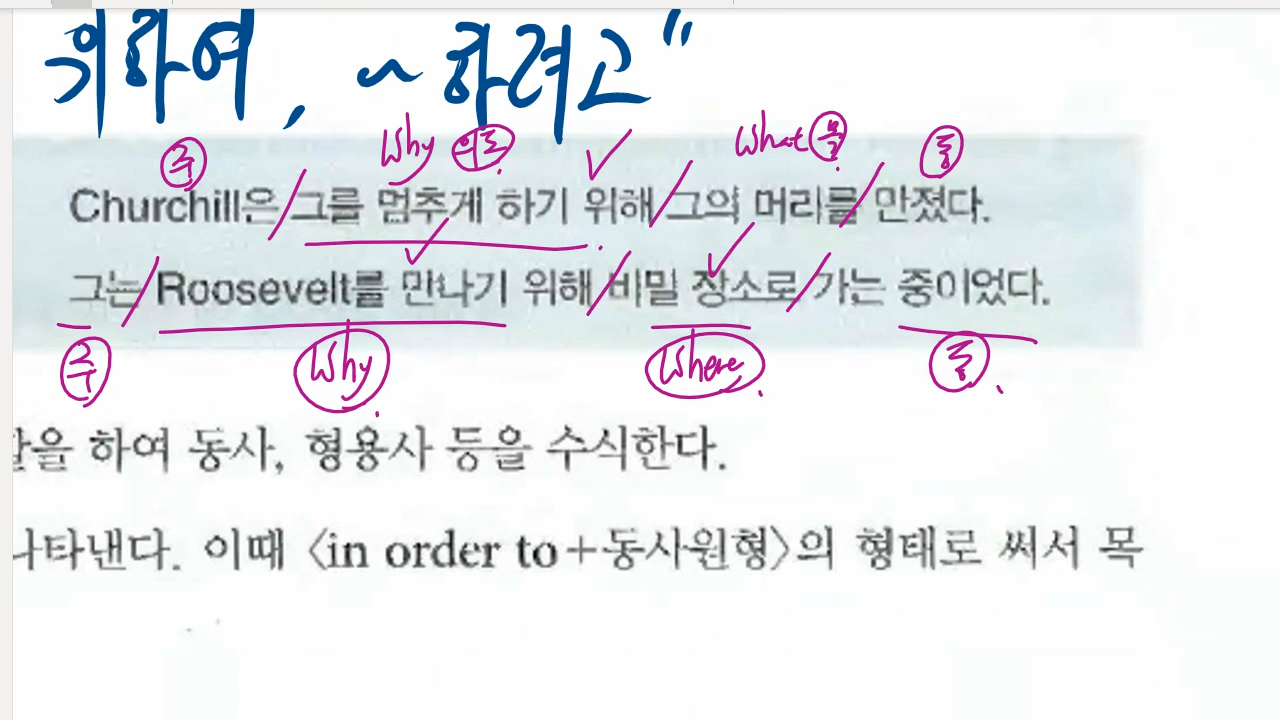 위하여, ~하려고"
주 Why 의도. What 목. 동
Churchill은/그를 멈추게 하기 위해/그의 머리를/만졌다.
그는/Roosevelt를 만나기 위해/비밀 장소로/가는 중이었다.
주 Why. Where. 동.
을 하여 동사, 형용사 등을 수식한다.
나타낸다. 이때 〈in order to+동사원형〉의 형태로 써서 목